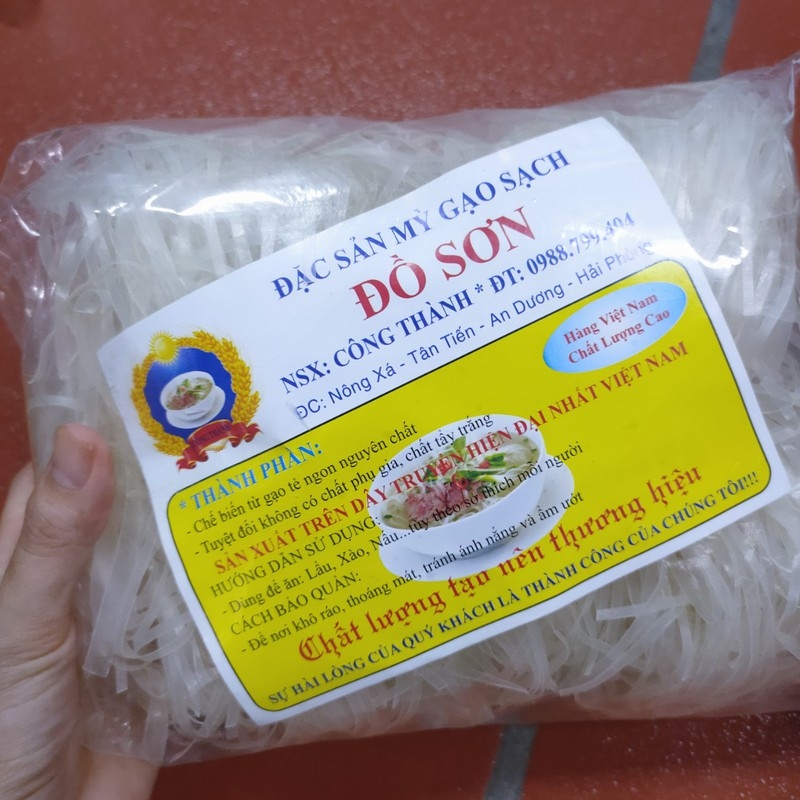 ĐẶC SẢN MỲ GẠO SẠCH
ĐỒ SƠN
NSX: CÔNG THÀNH * ĐT: 0988.799.494
ĐC: Nông Xá - Tân Tiến - An Dương - Hải Phòng
Hàng Việt Nam
Chất Lượng Cao
* THÀNH PHẦN:
- Chế biến từ gạo tẻ ngon nguyên chất
- Tuyệt đối không có chất phụ gia, chất tẩy trắng
SẢN XUẤT TRÊN DÂY TRUYỀN HIỆN ĐẠI NHẤT VIỆT NAM
HƯỚNG DẪN SỬ DỤNG:
- Dùng để ăn: Lẩu, Xào, Nấu...tùy theo sở thích mỗi người
CÁCH BẢO QUẢN:
- Để nơi khô ráo, thoáng mát, tránh ánh nắng và ẩm ướt
Chất lượng tạo nên thương hiệu
SỰ HÀI LÒNG CỦA QUÝ KHÁCH LÀ THÀNH CÔNG CỦA CHÚNG TÔI!!!